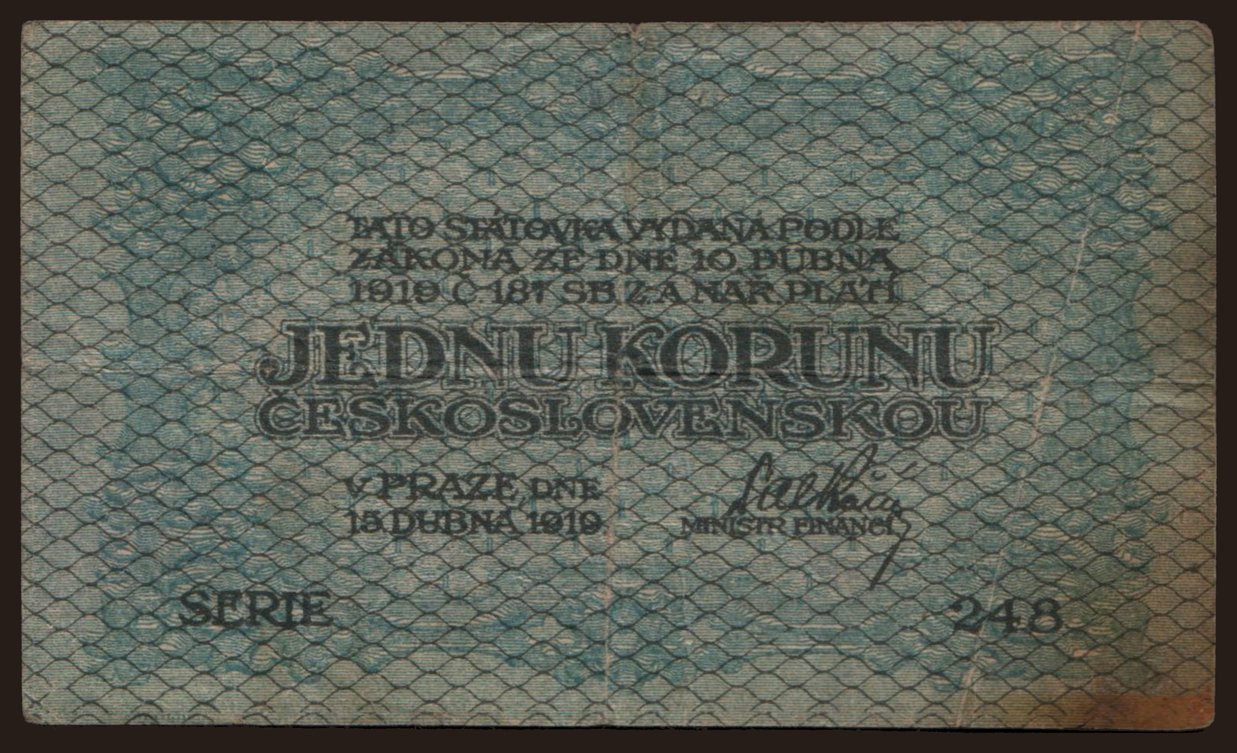 TATO STÁTOVKA VYDANÁ PODLE
ZÁKONA ZE DNE 10. DUBNA
1919 Č. 187 SB. Z. A NAŘ. PLATÍ
JEDNU KORUNU
ČESKOSLOVENSKOU
V PRAZE, DNE
15. DUBNA 1919
MINISTR FINANCÍ
SERIE 248